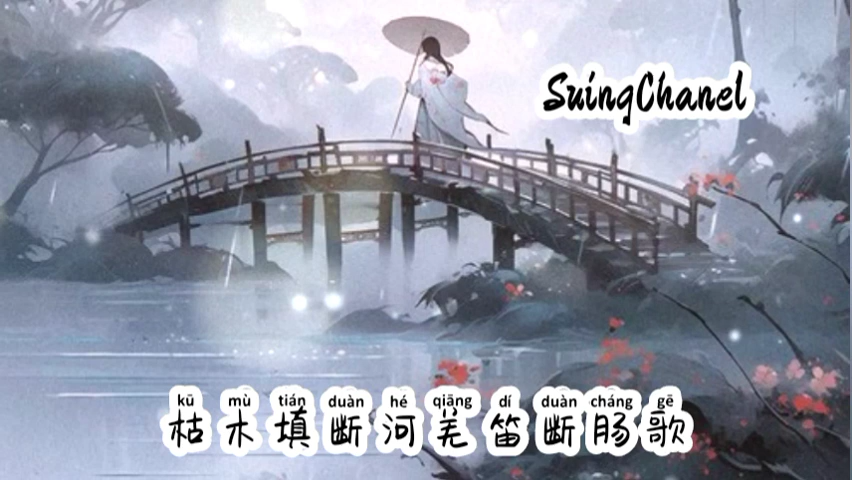 SuingChanel
kū mù tián duàn hé qiāng dí duàn cháng gē
枯木填断河羌笛断肠歌